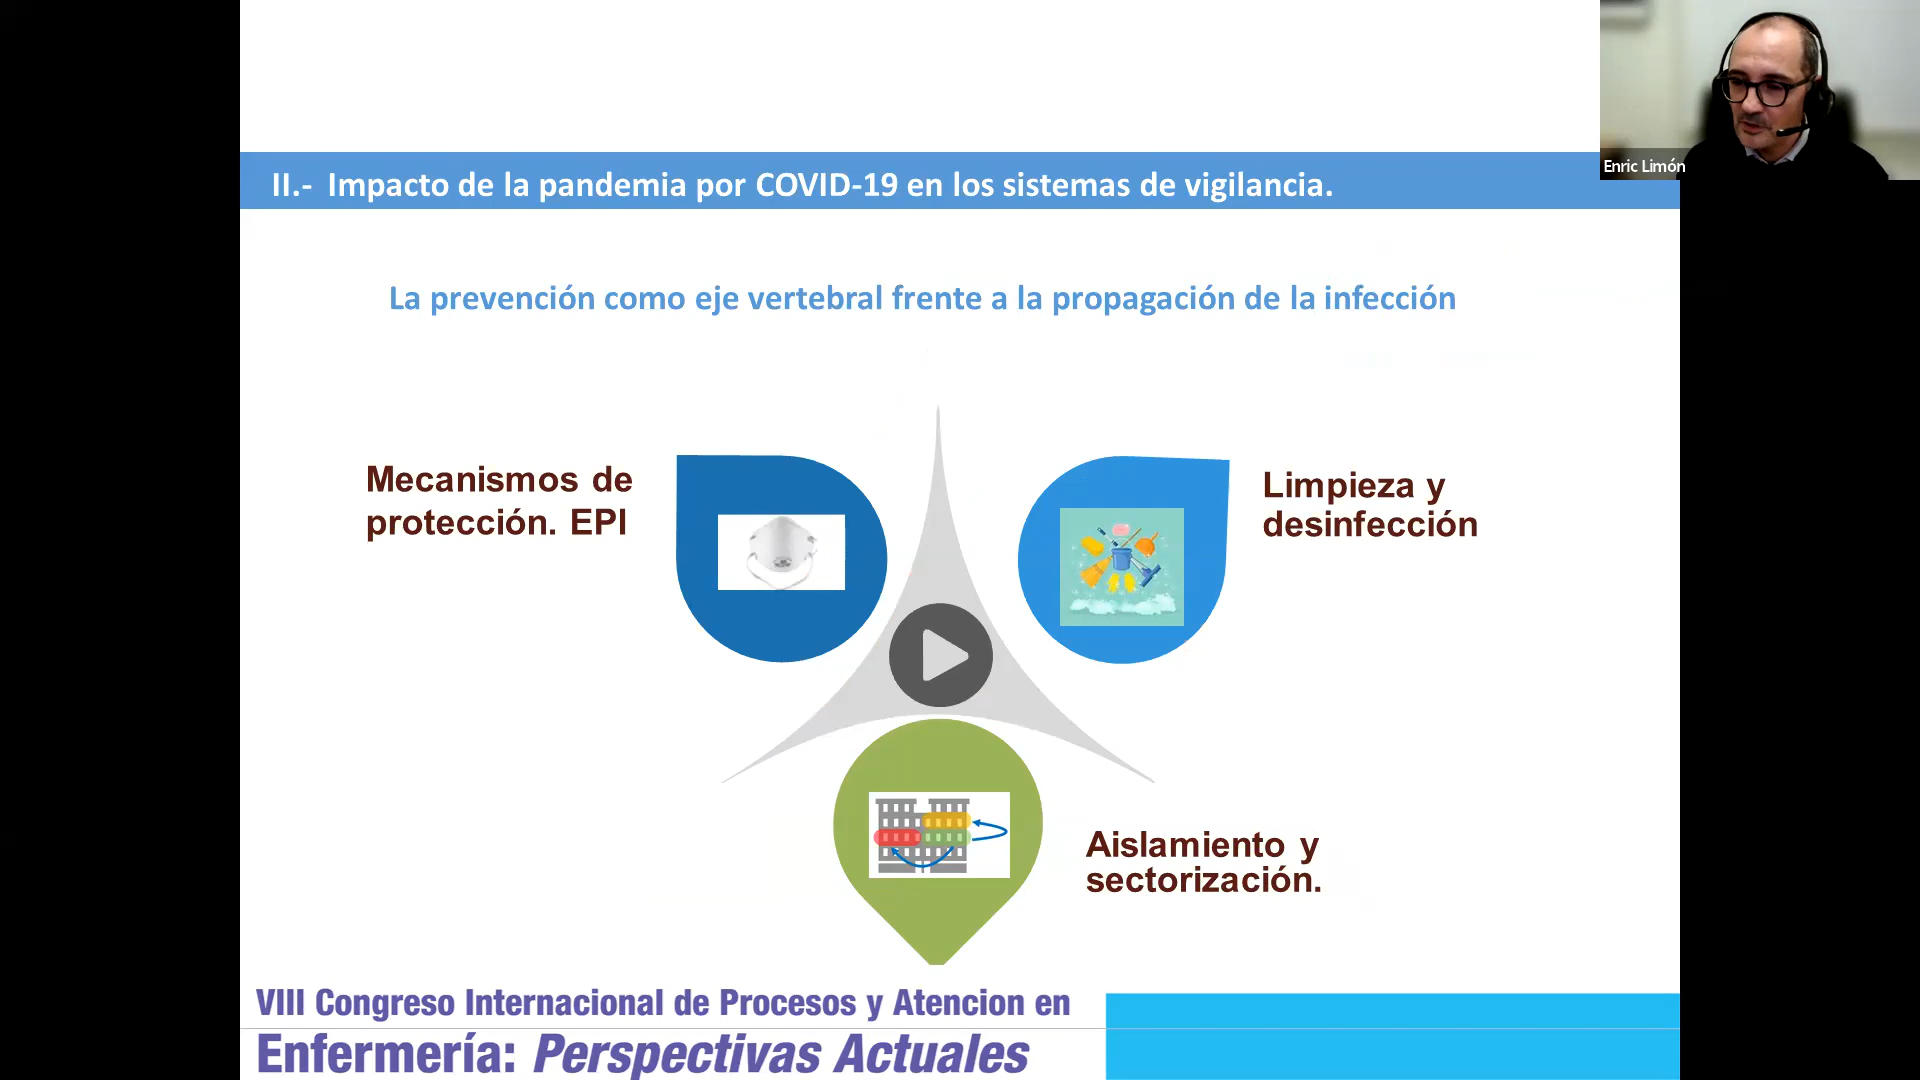 Enric Limón
II.- Impacto de la pandemia por COVID-19 en los sistemas de vigilancia.
La prevención como eje vertebral frente a la propagación de la infección
Mecanismos de
protección. EPI
Limpieza y
desinfección
Aislamiento y
sectorización.
VIII Congreso Internacional de Procesos y Atencion en
Enfermería: Perspectivas Actuales